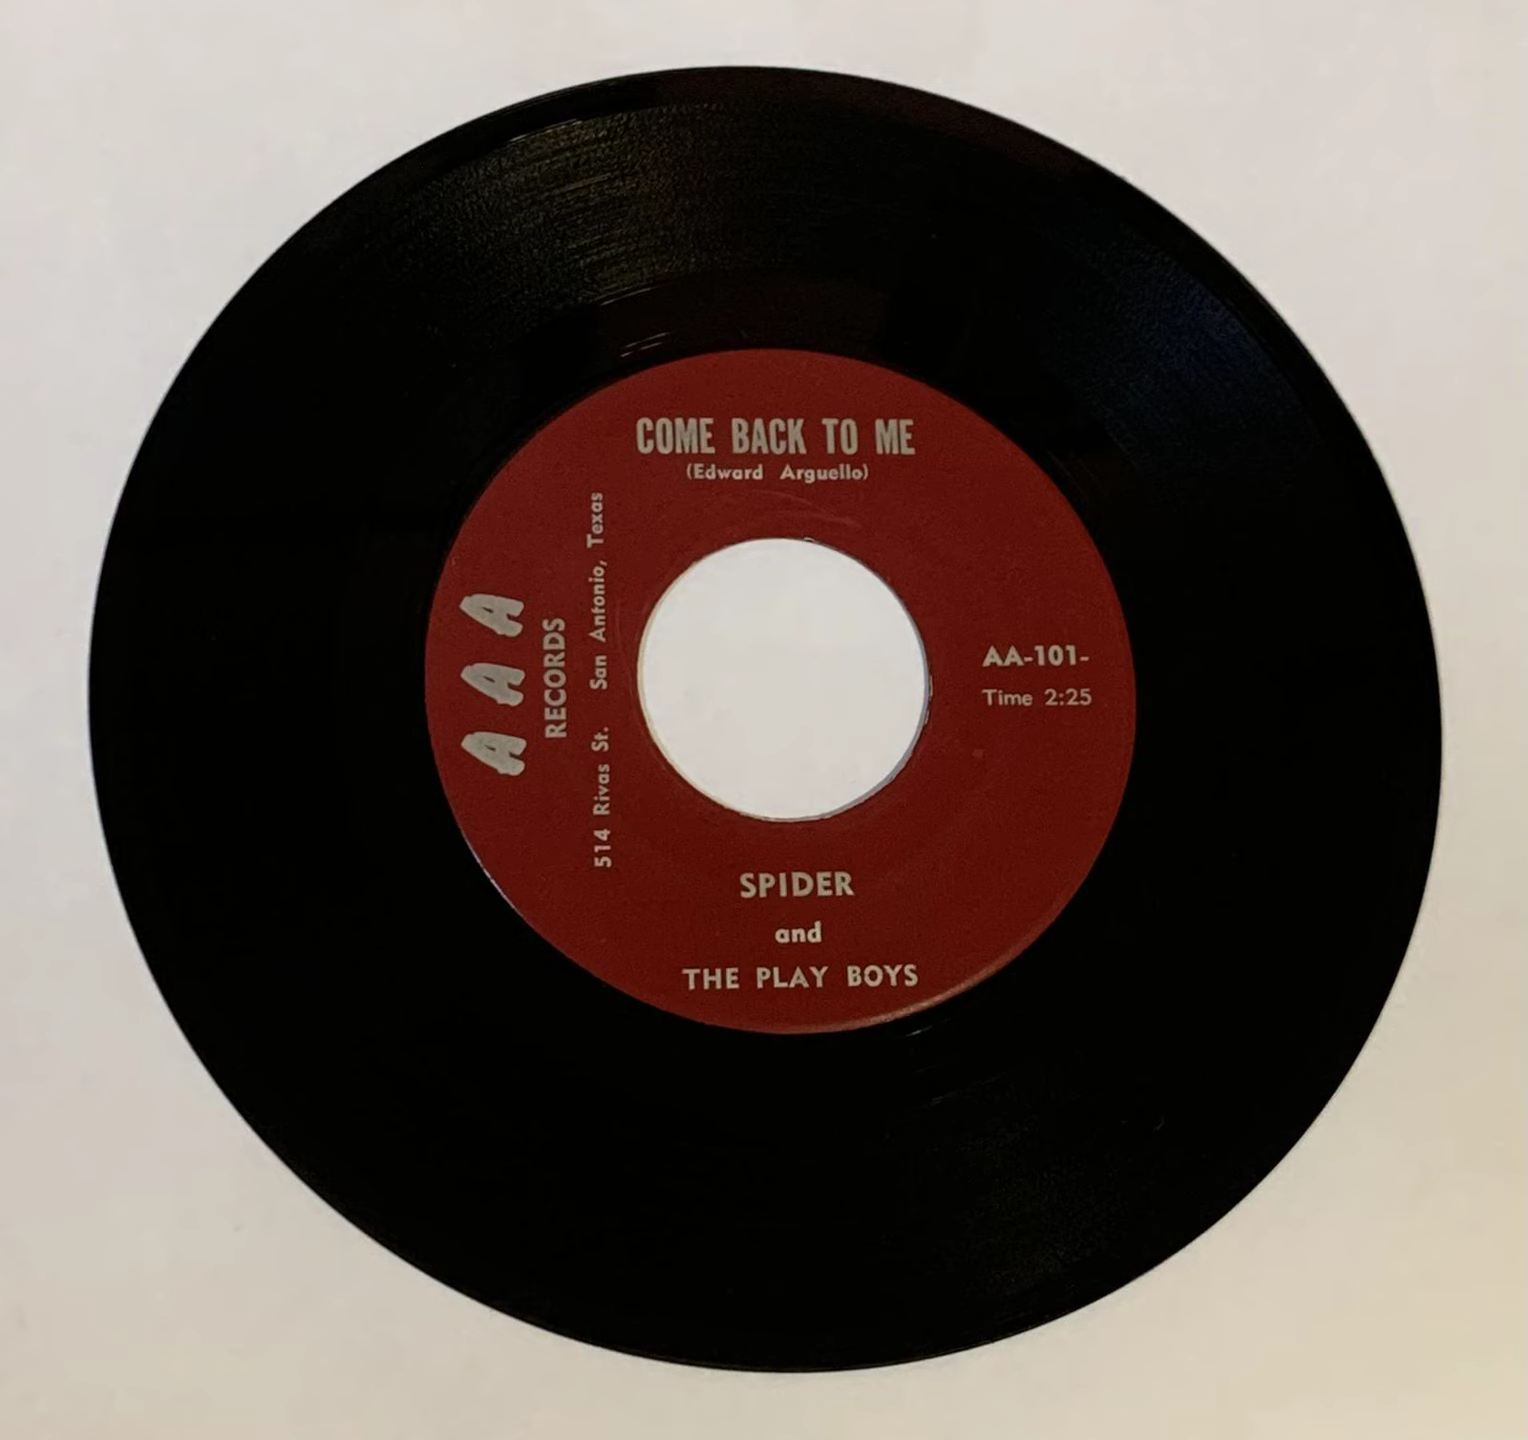 COME BACK TO ME
(Edward Arguello)
A A A
RECORDS
514 Rivas St. San Antonio, Texas
AA-101-
Time 2:25
SPIDER
and
THE PLAY BOYS